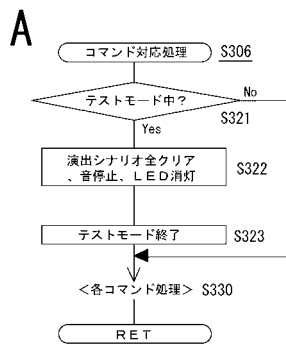 A
コマンド対応処理 S306
テストモード中? No
S321
Yes
演出シナリオ全クリア
、音停止、LED消灯 S322
テストモード終了 S323
<各コマンド処理> S330
RET